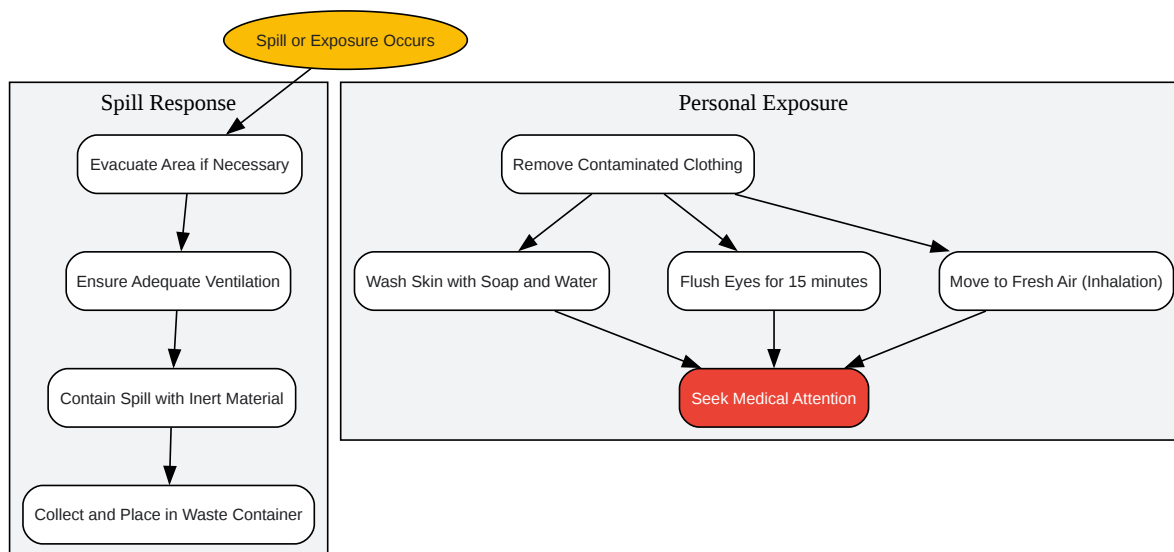 Spill or Exposure Occurs
Spill Response
Evacuate Area if Necessary
Ensure Adequate Ventilation
Contain Spill with Inert Material
Collect and Place in Waste Container
Personal Exposure
Remove Contaminated Clothing
Wash Skin with Soap and Water
Flush Eyes for 15 minutes
Move to Fresh Air (Inhalation)
Seek Medical Attention